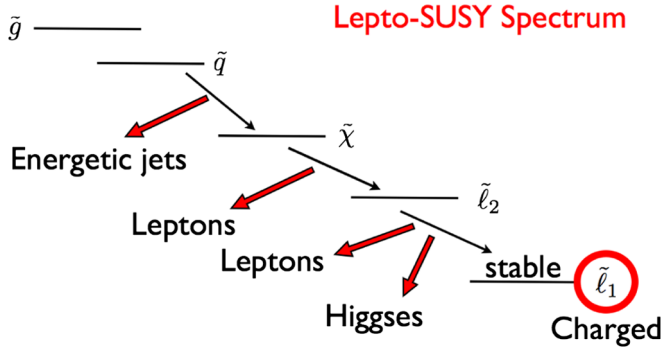 Lepto-SUSY Spectrum
g̃
q̃
Energetic jets
χ̃
Leptons
ℓ̃₂
Leptons
stable
ℓ̃₁
Higgses
Charged